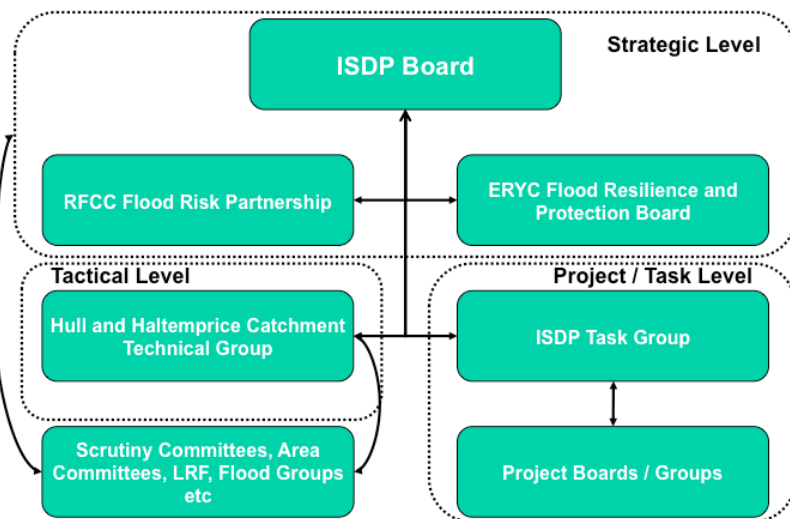 Strategic Level
ISDP Board
RFCC Flood Risk Partnership
ERYC Flood Resilience and
Protection Board
Tactical Level
Project / Task Level
Hull and Haltemprice Catchment
Technical Group
ISDP Task Group
Scrutiny Committees, Area
Committees, LRF, Flood Groups
etc
Project Boards / Groups